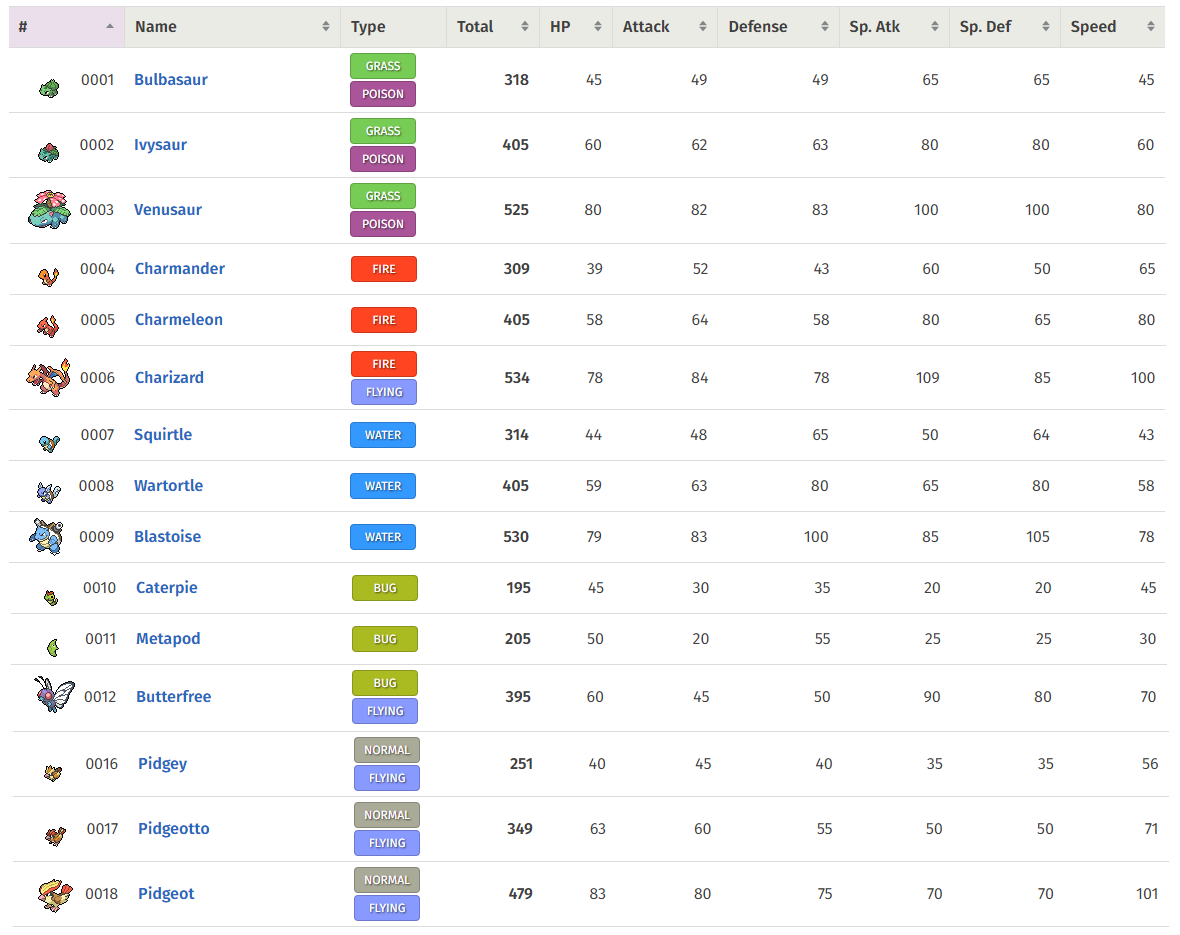 # Name Type Total HP Attack Defense Sp. Atk Sp. Def Speed
0001 Bulbasaur GRASS POISON 318 45 49 49 65 65 45
0002 Ivysaur GRASS POISON 405 60 62 63 80 80 60
0003 Venusaur GRASS POISON 525 80 82 83 100 100 80
0004 Charmander FIRE 309 39 52 43 60 50 65
0005 Charmeleon FIRE 405 58 64 58 80 65 80
0006 Charizard FIRE FLYING 534 78 84 78 109 85 100
0007 Squirtle WATER 314 44 48 65 50 64 43
0008 Wartortle WATER 405 59 63 80 65 80 58
0009 Blastoise WATER 530 79 83 100 85 105 78
0010 Caterpie BUG 195 45 30 35 20 20 45
0011 Metapod BUG 205 50 20 55 25 25 30
0012 Butterfree BUG FLYING 395 60 45 50 90 80 70
0016 Pidgey NORMAL FLYING 251 40 45 40 35 35 56
0017 Pidgeotto NORMAL FLYING 349 63 60 55 50 50 71
0018 Pidgeot NORMAL FLYING 479 83 80 75 70 70 101